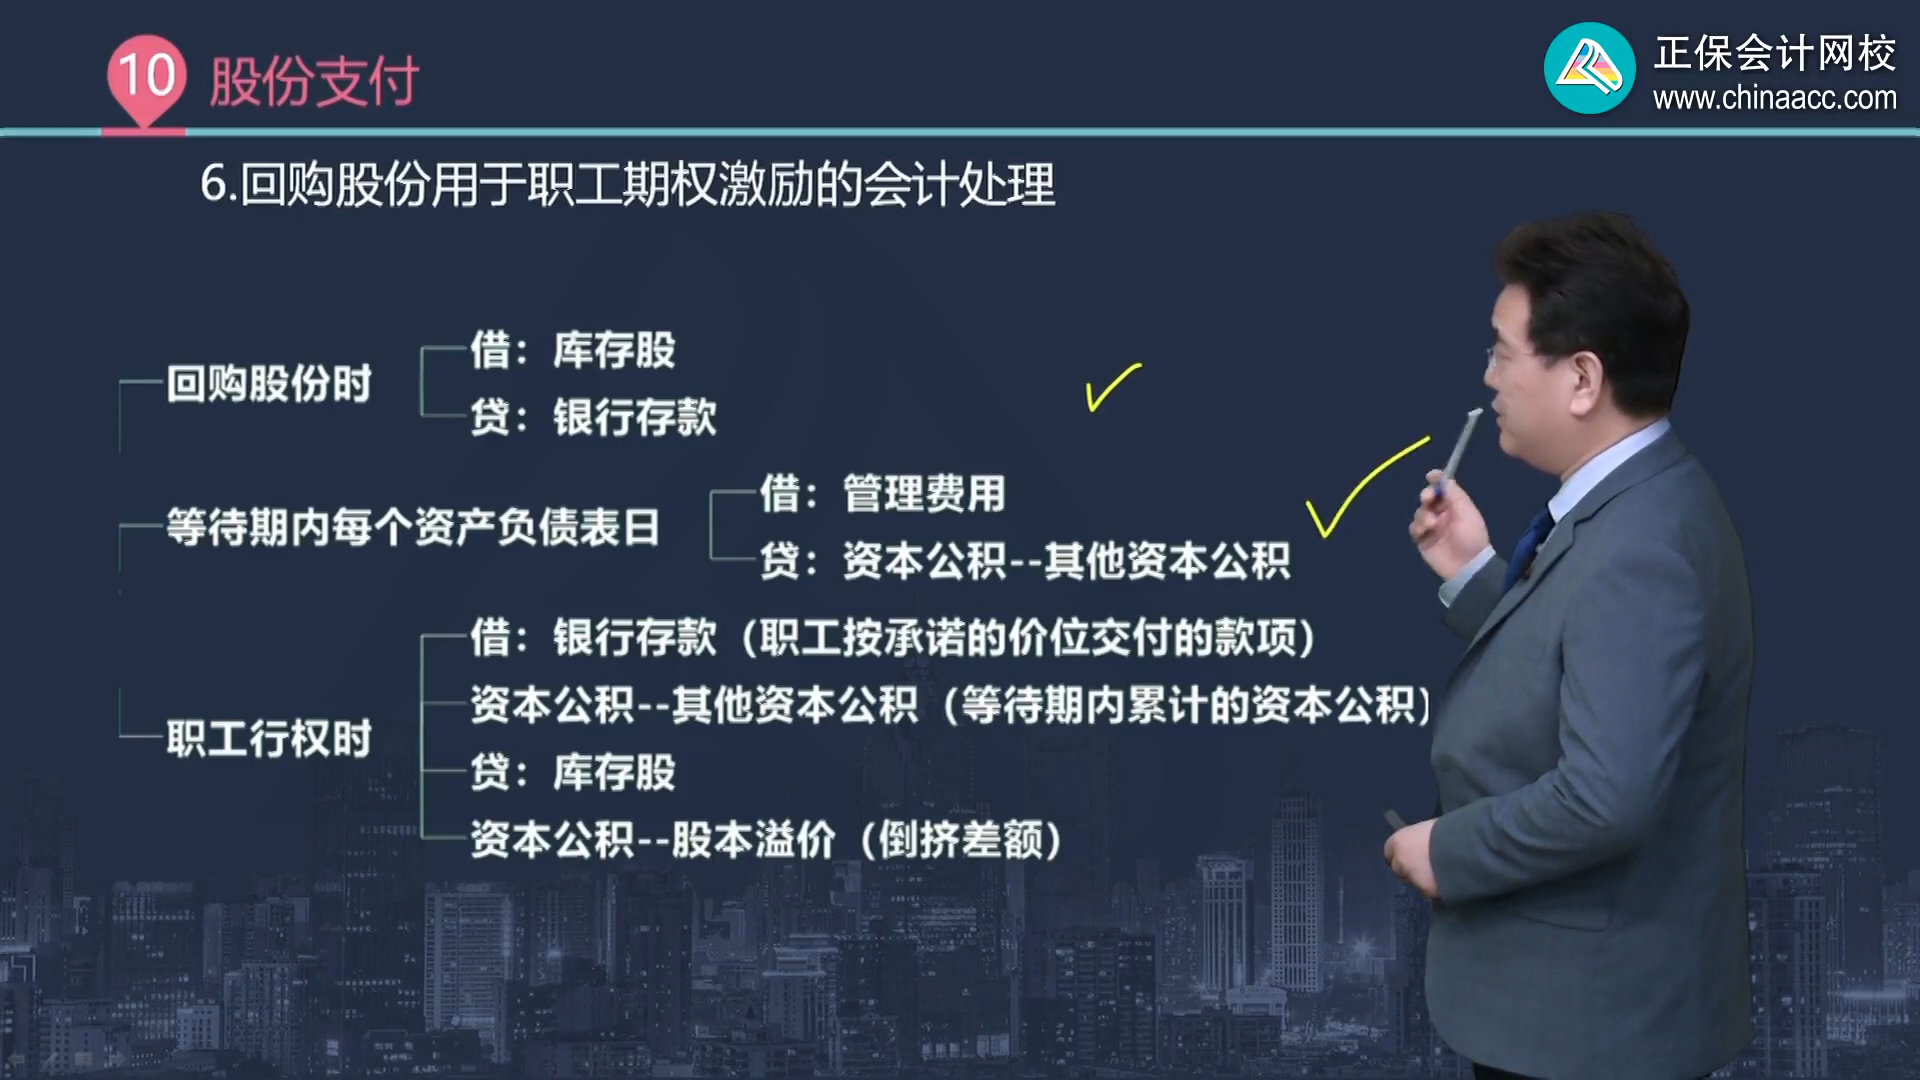 10 股份支付
正保会计网校
www.chinaacc.com
6.回购股份用于职工期权激励的会计处理
回购股份时
借：库存股
贷：银行存款
等待期内每个资产负债表日
借：管理费用
贷：资本公积--其他资本公积
职工行权时
借：银行存款（职工按承诺的价位交付的款项）
资本公积--其他资本公积（等待期内累计的资本公积）
贷：库存股
资本公积--股本溢价（倒挤差额）